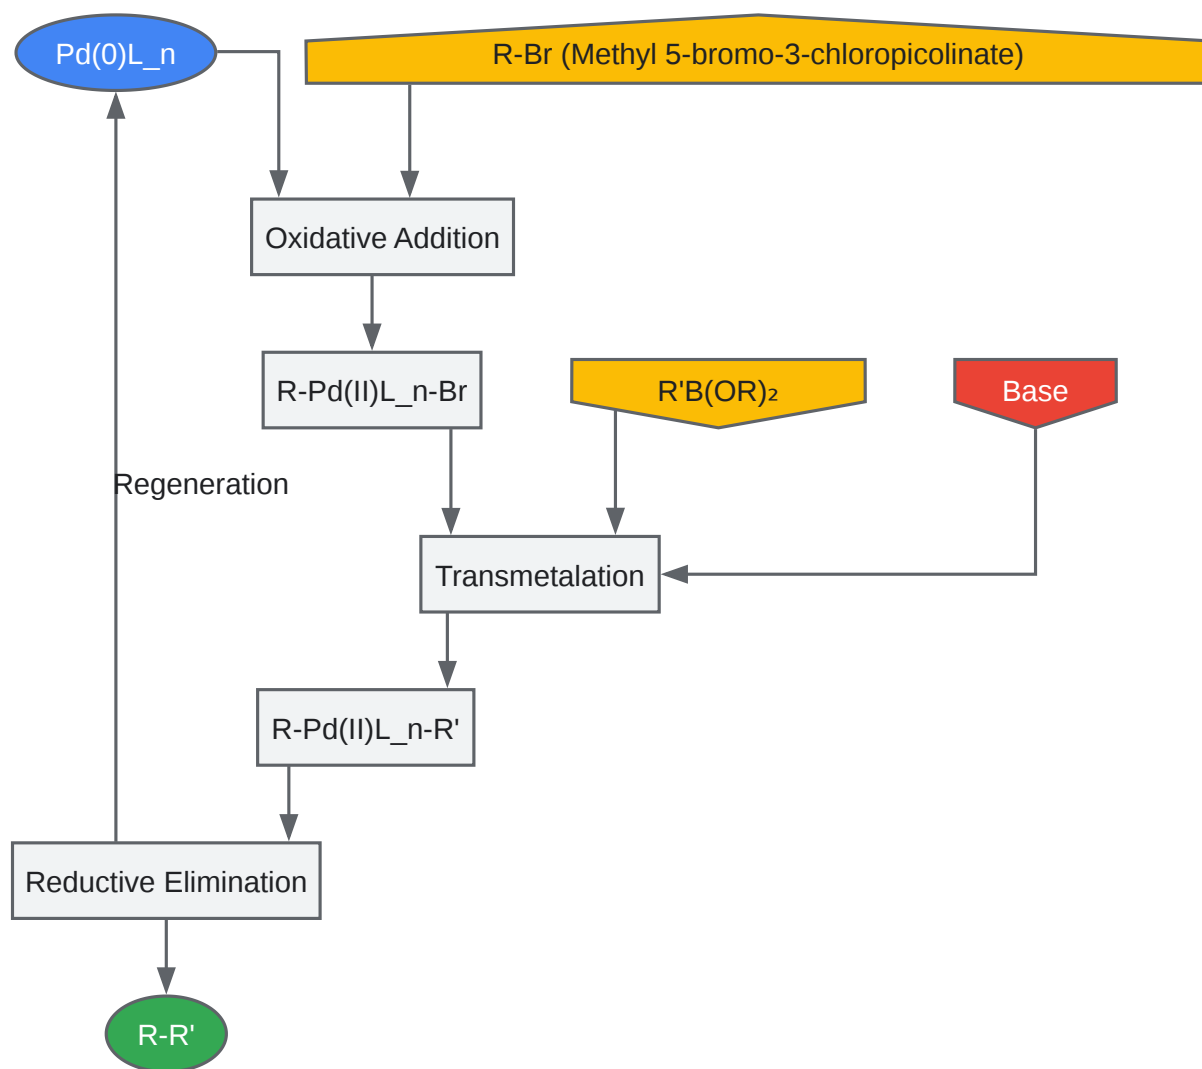 Pd(0)L_n
R-Br (Methyl 5-bromo-3-chloropicolinate)
Oxidative Addition
R-Pd(II)L_n-Br
R'B(OR)₂
Base
Regeneration
Transmetalation
R-Pd(II)L_n-R'
Reductive Elimination
R-R'